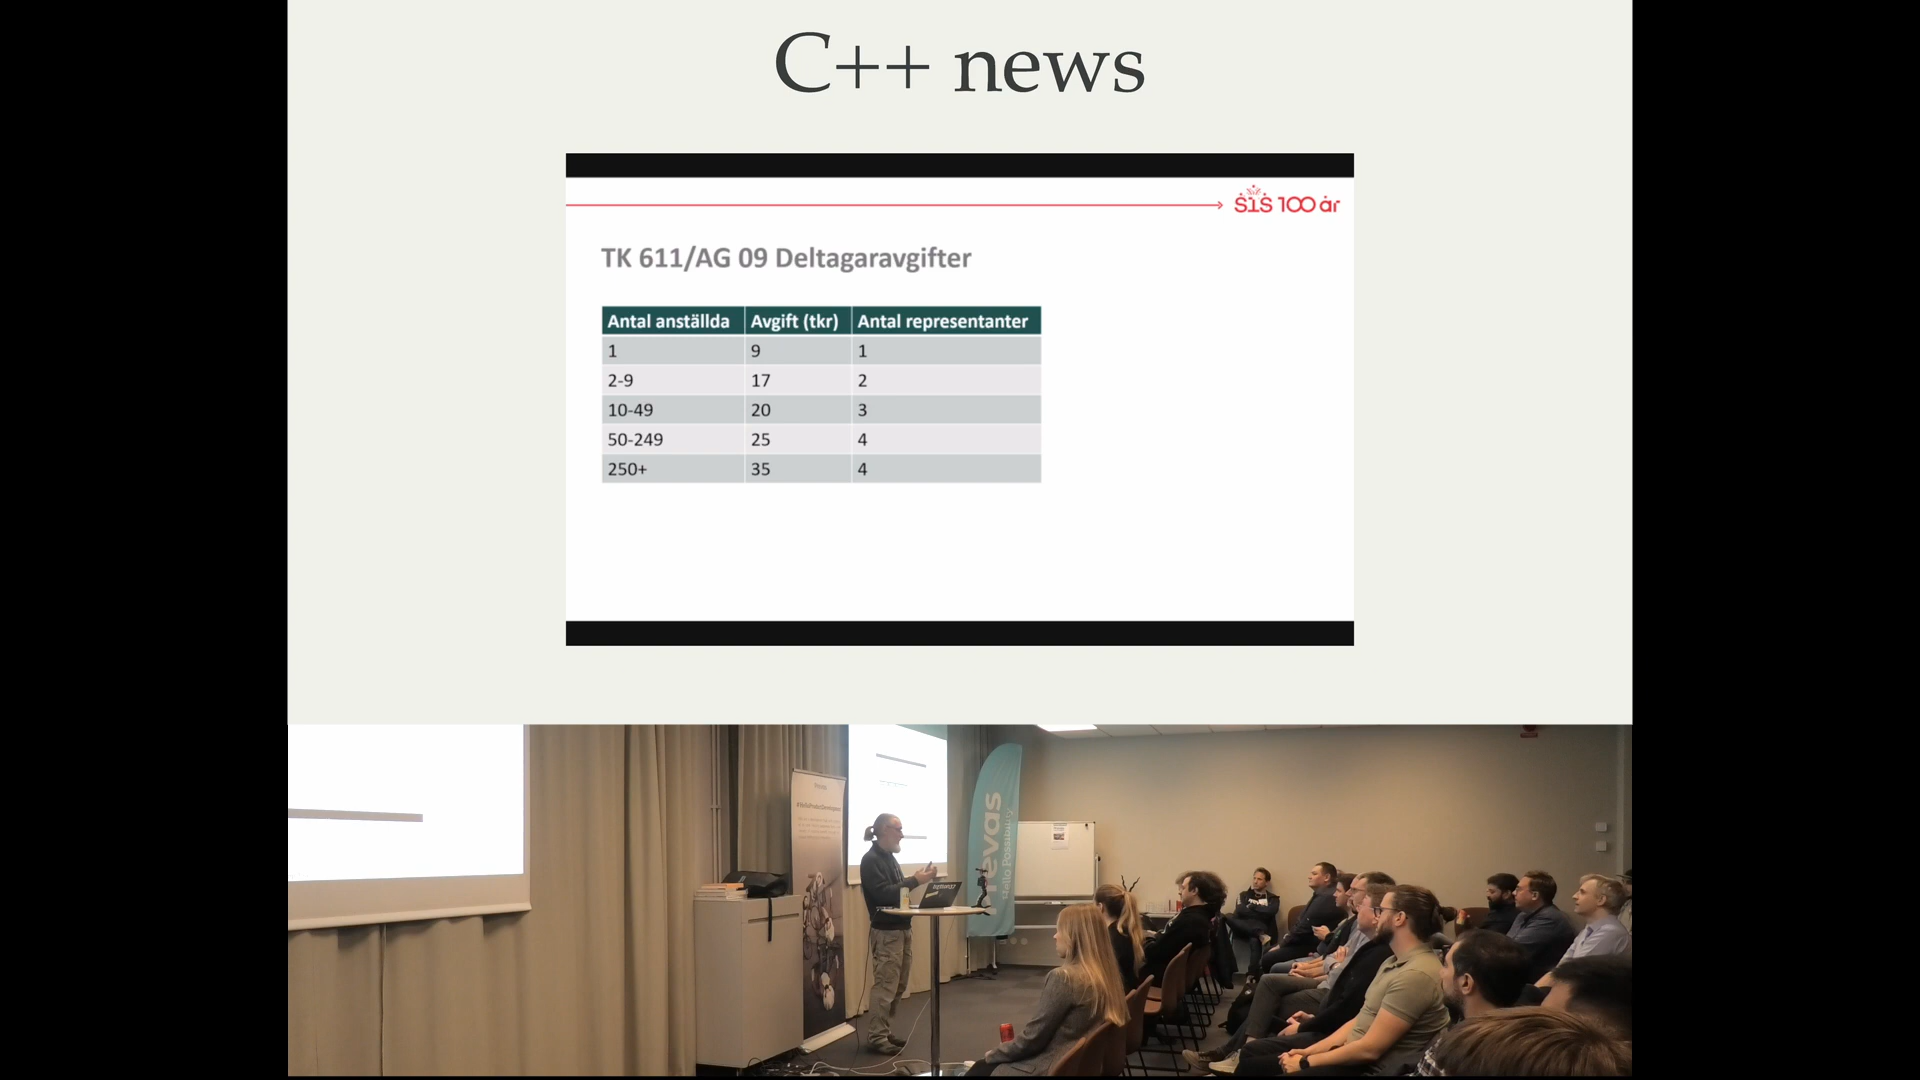 C++ news
SIS 100 år
TK 611/AG 09 Deltagaravgifter
Antal anställda Avgift (tkr) Antal representanter
1 9 1
2-9 17 2
10-49 20 3
50-249 25 4
250+ 35 4